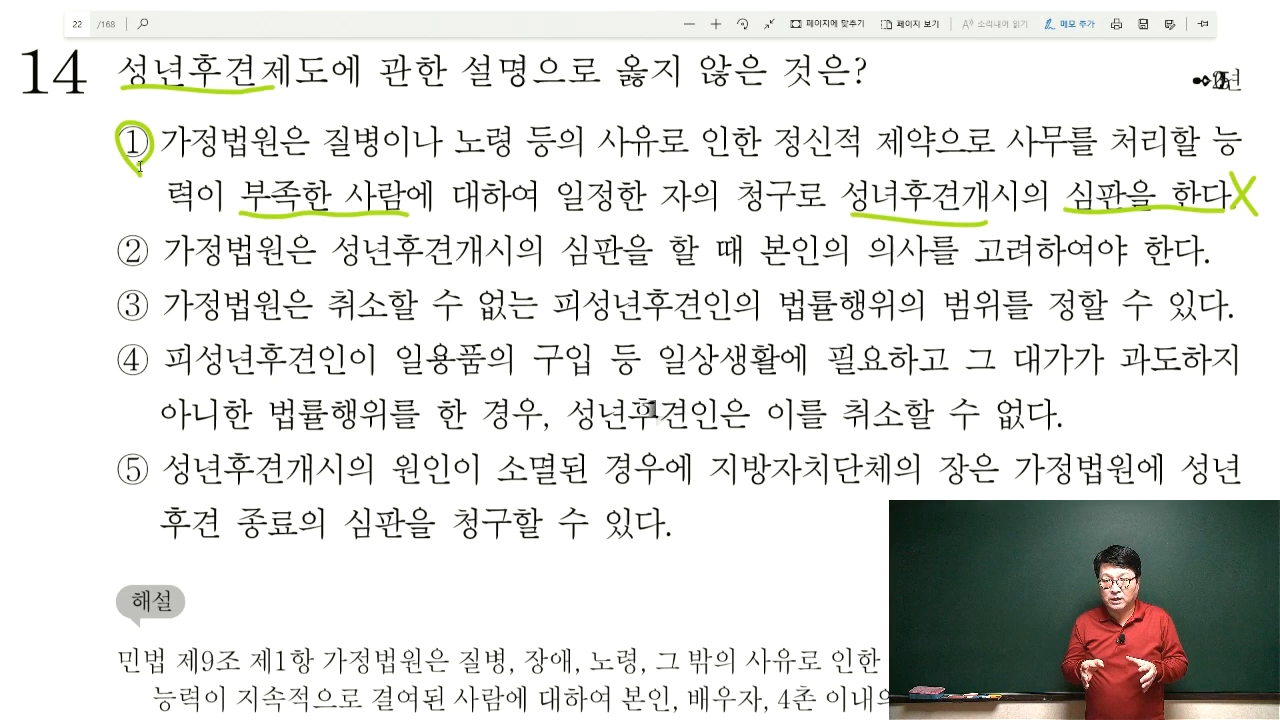 22 /168 페이지에 맞추기 페이지 보기 소리내어 읽기 메모 추가
14 성년후견제도에 관한 설명으로 옳지 않은 것은?
① 가정법원은 질병이나 노령 등의 사유로 인한 정신적 제약으로 사무를 처리할 능
력이 부족한 사람에 대하여 일정한 자의 청구로 성녀후견개시의 심판을 한다 X
② 가정법원은 성년후견개시의 심판을 할 때 본인의 의사를 고려하여야 한다.
③ 가정법원은 취소할 수 없는 피성년후견인의 법률행위의 범위를 정할 수 있다.
④ 피성년후견인이 일용품의 구입 등 일상생활에 필요하고 그 대가가 과도하지
아니한 법률행위를 한 경우, 성년후견인은 이를 취소할 수 없다.
⑤ 성년후견개시의 원인이 소멸된 경우에 지방자치단체의 장은 가정법원에 성년
후견 종료의 심판을 청구할 수 있다.
해설
민법 제9조 제1항 가정법원은 질병, 장애, 노령, 그 밖의 사유로 인한
능력이 지속적으로 결여된 사람에 대하여 본인, 배우자, 4촌 이내의